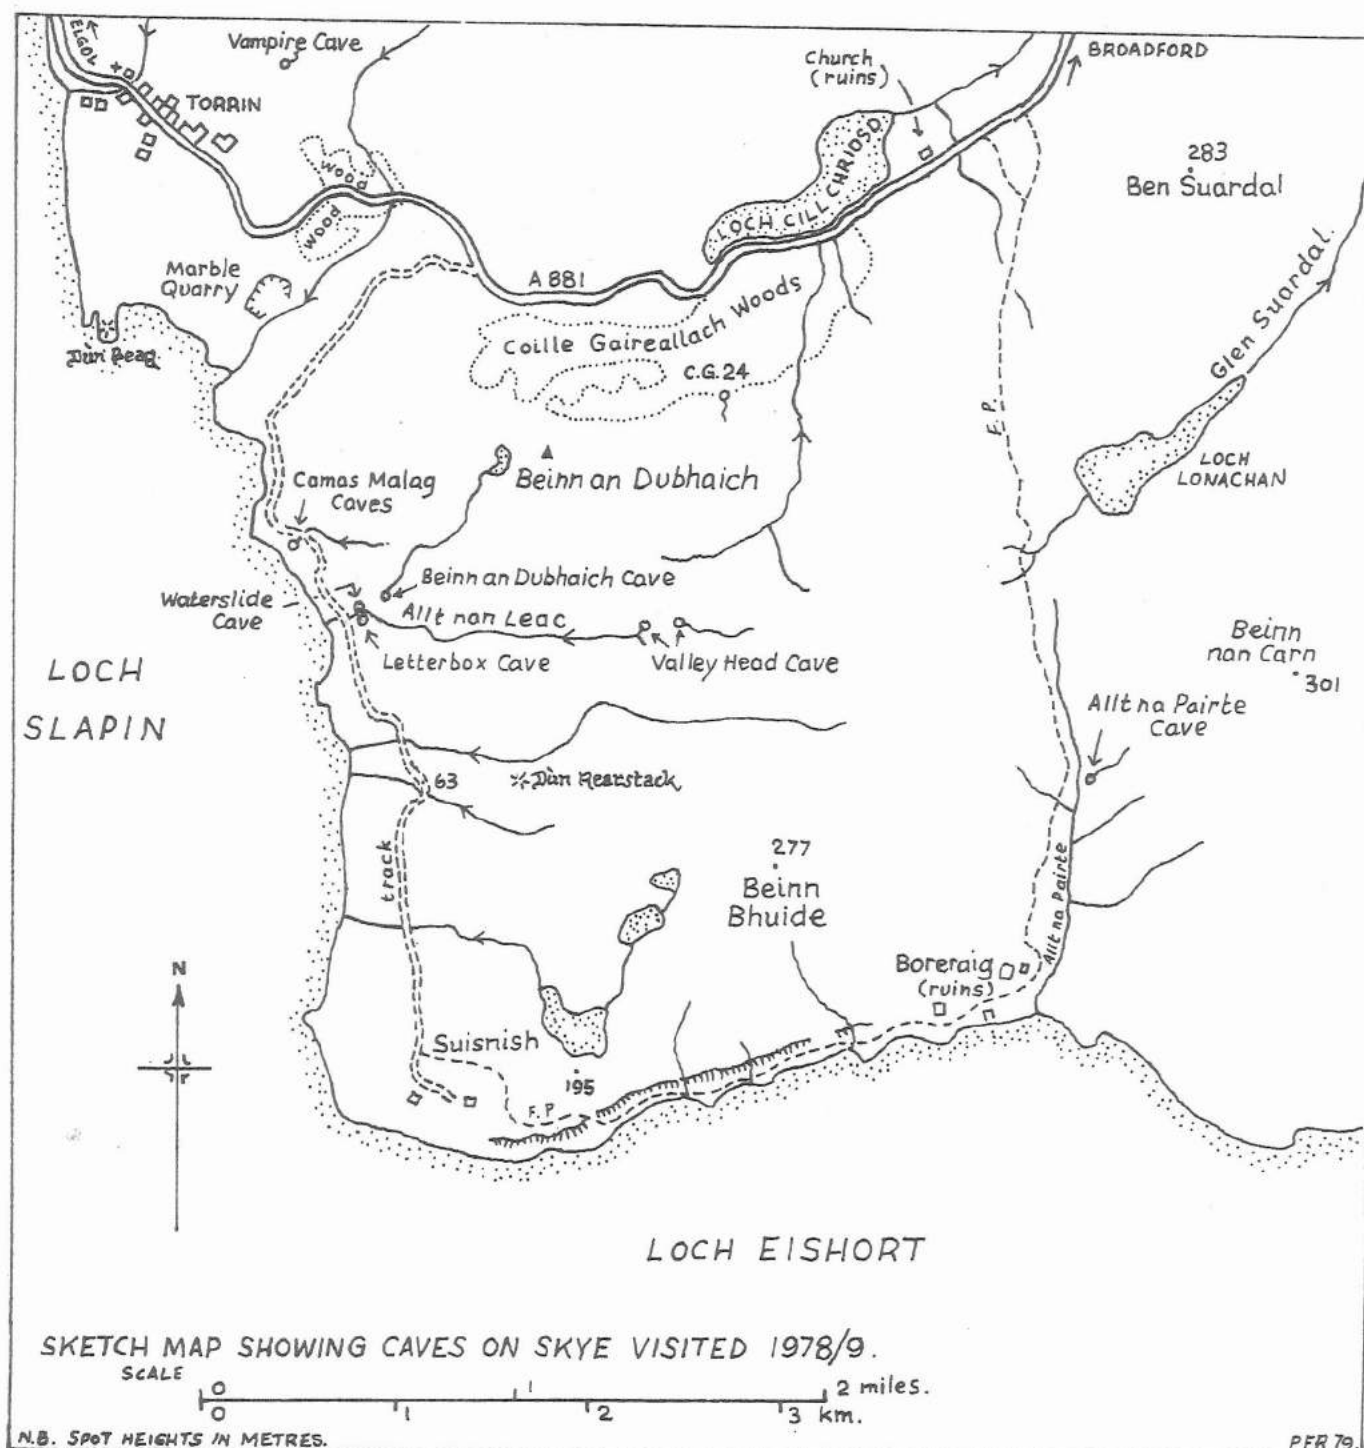 ELGOL
Vampire Cave
TORRIN
Church
(ruins)
BROADFORD
283
Ben Suardal
wood
wood
LOCH CILL CHRIOSD
Marble
Quarry
A 881
Glen Suardal
Dùn Beag
Coille Gaireallach Woods
C.G.24
F.P.
Camas Malag
Caves
Beinn an Dubhaich
LOCH
LONACHAN
Beinn an Dubhaich Cave
Waterslide
Cave
Allt nan Leac
Letterbox Cave
Valley Head Cave
Beinn
nan Carn
301
LOCH
SLAPIN
Allt na Pairte
Cave
63
Dùn Kearstack
track
277
Beinn
Bhuide
Allt na Pairte
Boreraig
(ruins)
N
Suisnish
195
F.P
LOCH EISHORT
SKETCH MAP SHOWING CAVES ON SKYE VISITED 1978/9.
SCALE
0 1 2 miles.
0 1 2 3 km.
N.B. SPOT HEIGHTS IN METRES.
PFR 79